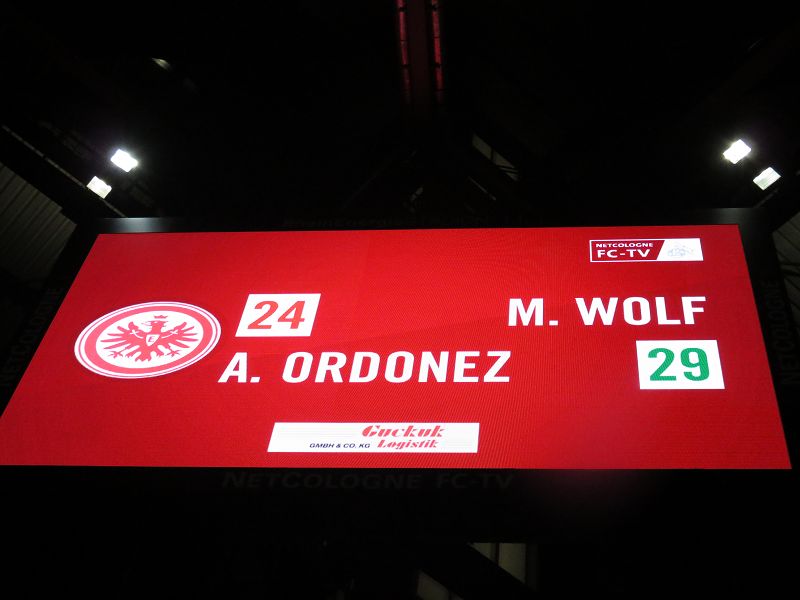 NETCOLOGNE
FC-TV
24
M. WOLF
A. ORDONEZ
29
Guckuk
GMBH & CO. KG Logistik
NETCOLOGNE FC-TV